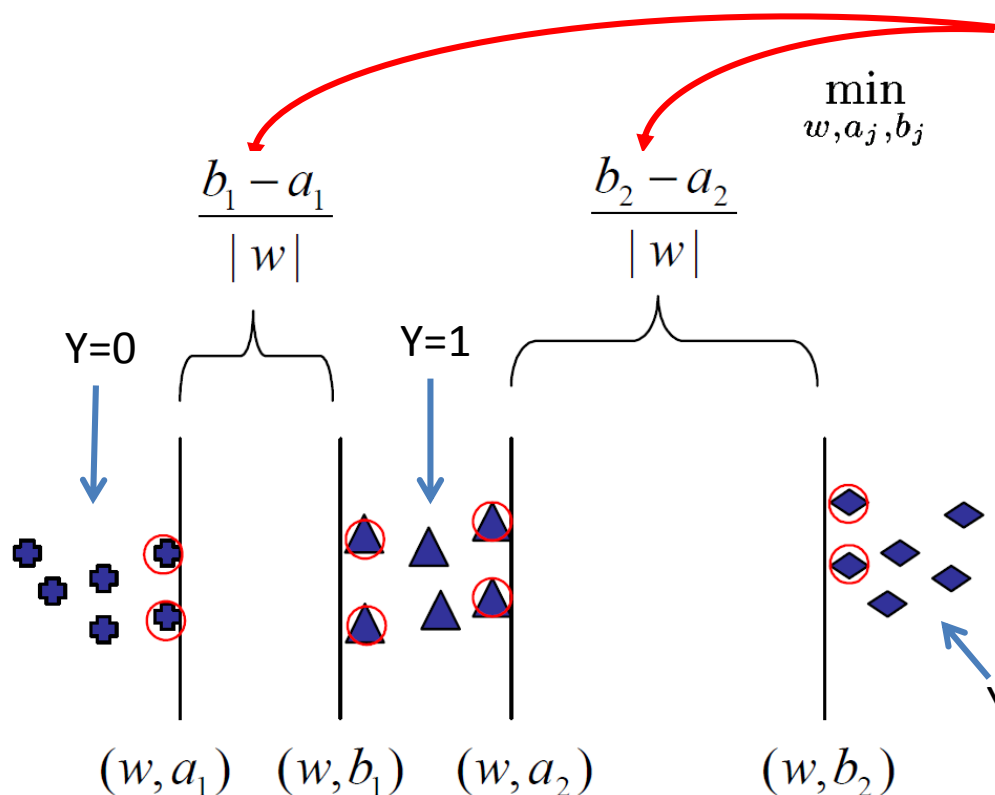 min
w,a_j,b_j
b_1 − a_1
| w |
b_2 − a_2
| w |
Y=0
Y=1
Y
(w, a_1) (w, b_1) (w, a_2) (w, b_2)